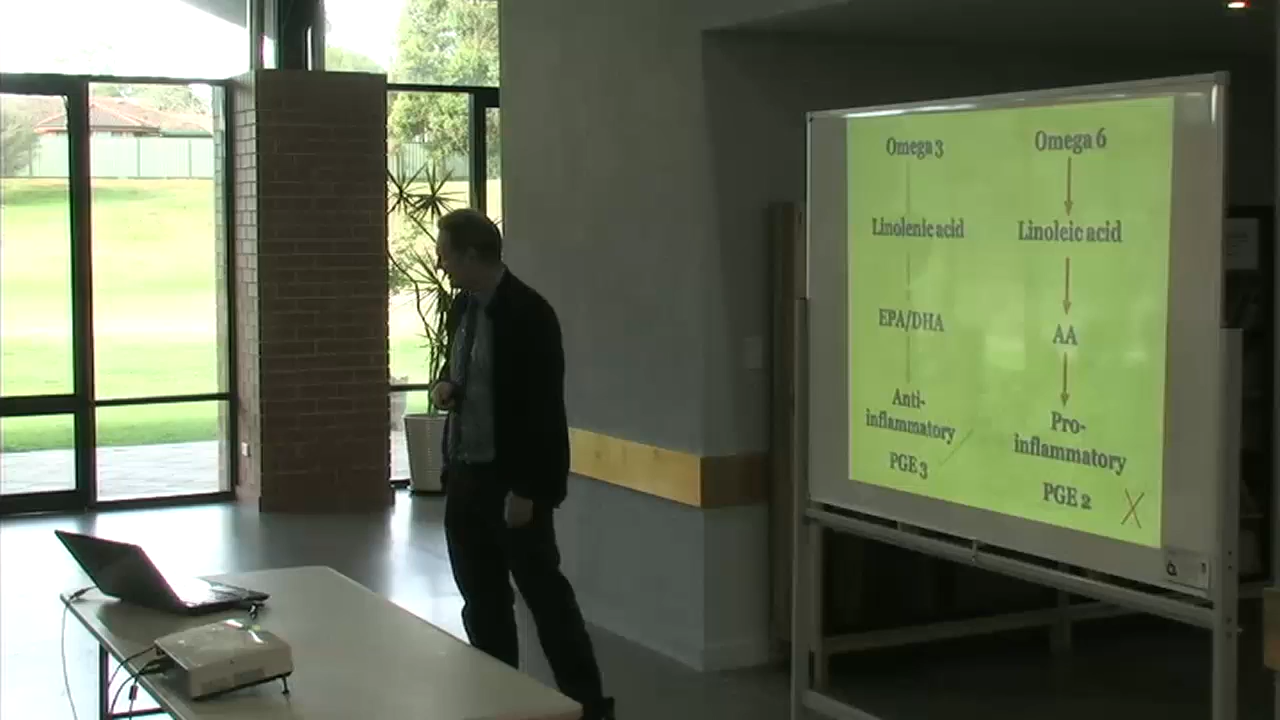 Omega 3
Linolenic acid
EPA/DHA
Anti-
inflammatory
PGE 3
Omega 6
Linoleic acid
AA
Pro-
inflammatory
PGE 2